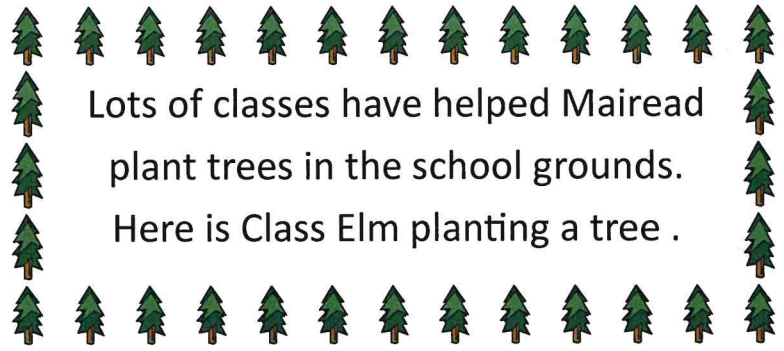 Lots of classes have helped Mairead
plant trees in the school grounds.
Here is Class Elm planting a tree .